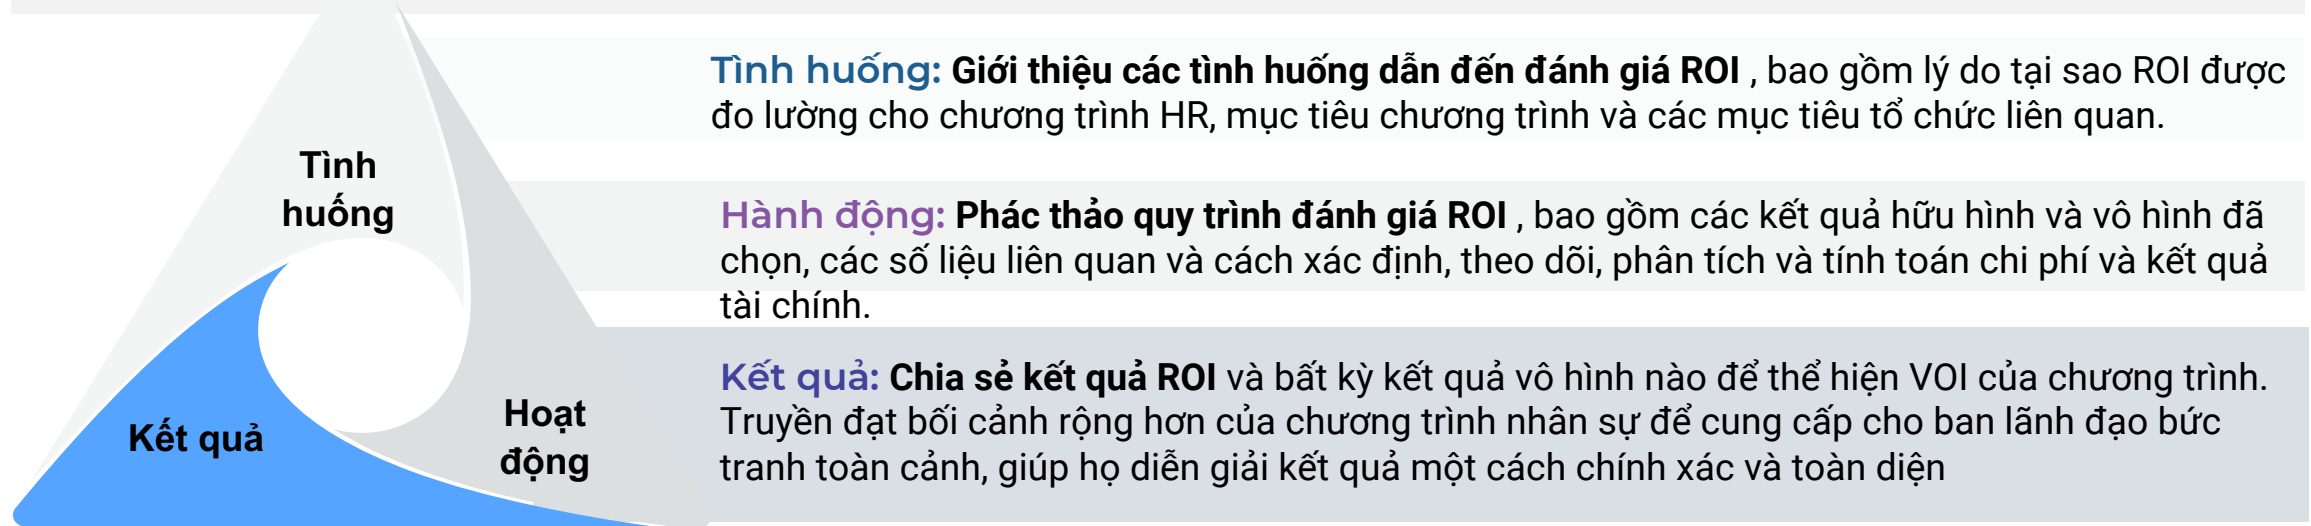 Tình huống: Giới thiệu các tình huống dẫn đến đánh giá ROI , bao gồm lý do tại sao ROI được
đo lường cho chương trình HR, mục tiêu chương trình và các mục tiêu tổ chức liên quan.
Tình
huống
Hành động: Phác thảo quy trình đánh giá ROI , bao gồm các kết quả hữu hình và vô hình đã
chọn, các số liệu liên quan và cách xác định, theo dõi, phân tích và tính toán chi phí và kết quả
tài chính.
Kết quả: Chia sẻ kết quả ROI và bất kỳ kết quả vô hình nào để thể hiện VOI của chương trình.
Truyền đạt bối cảnh rộng hơn của chương trình nhân sự để cung cấp cho ban lãnh đạo bức
tranh toàn cảnh, giúp họ diễn giải kết quả một cách chính xác và toàn diện
Kết quả
Hoạt
động